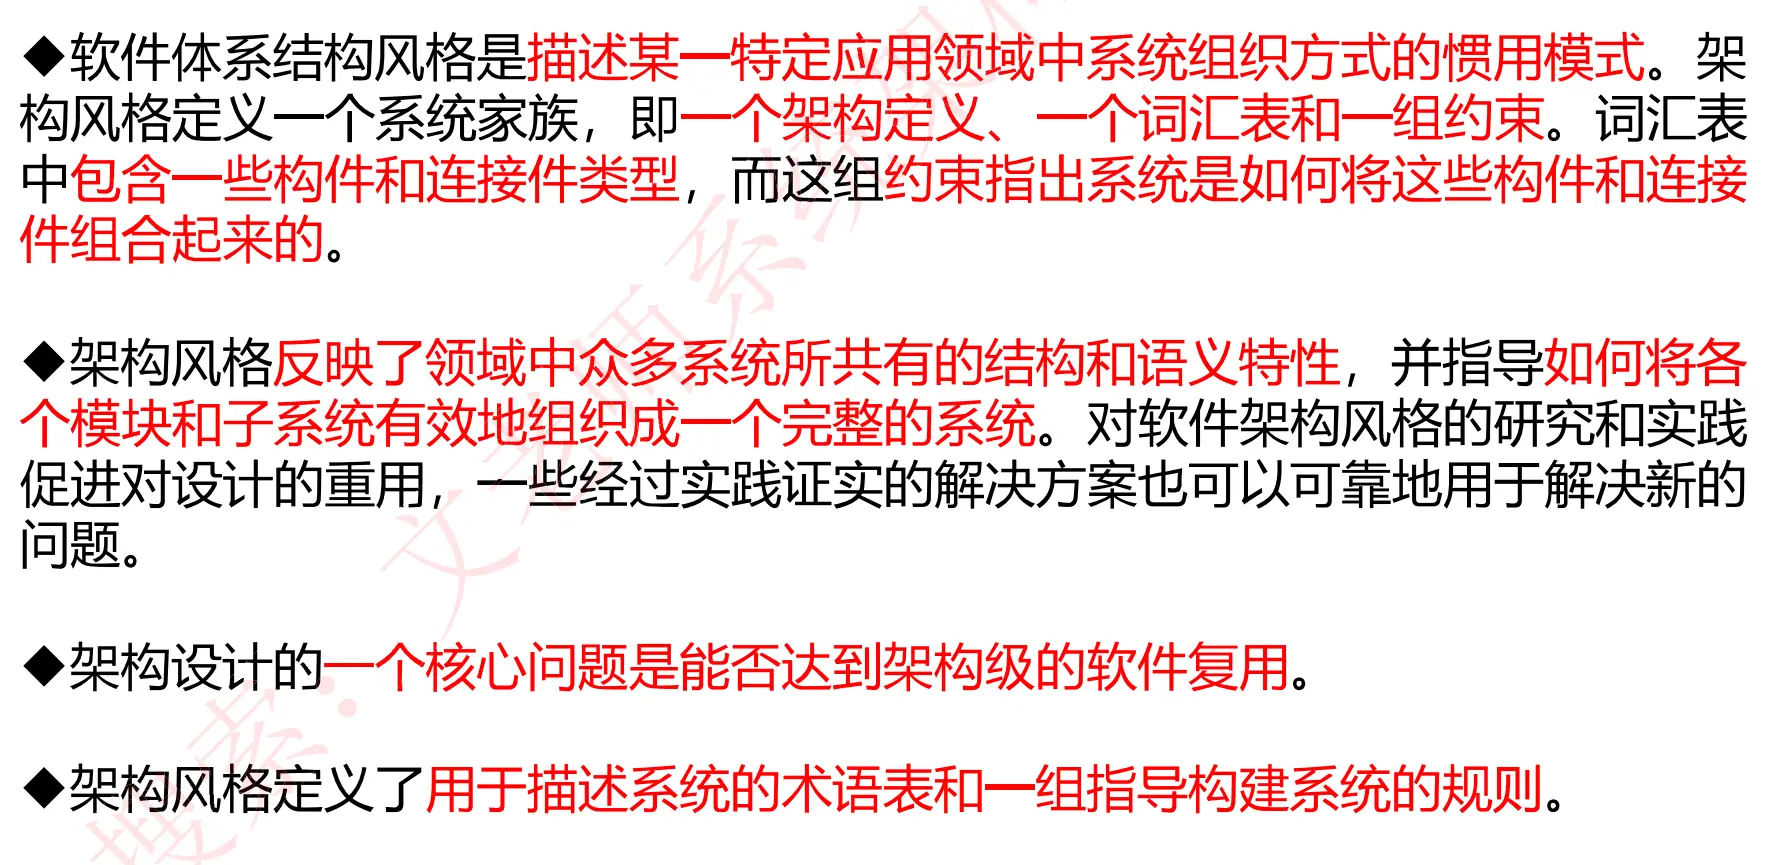 ◆软件体系结构风格是描述某一特定应用领域中系统组织方式的惯用模式。架
构风格定义一个系统家族，即一个架构定义、一个词汇表和一组约束。词汇表
中包含一些构件和连接件类型，而这组约束指出系统是如何将这些构件和连接
件组合起来的。
◆架构风格反映了领域中众多系统所共有的结构和语义特性，并指导如何将各
个模块和子系统有效地组织成一个完整的系统。对软件架构风格的研究和实践
促进对设计的重用，一些经过实践证实的解决方案也可以可靠地用于解决新的
问题。
◆架构设计的一个核心问题是能否达到架构级的软件复用。
◆架构风格定义了用于描述系统的术语表和一组指导构建系统的规则。
搜索：文老师系统架构